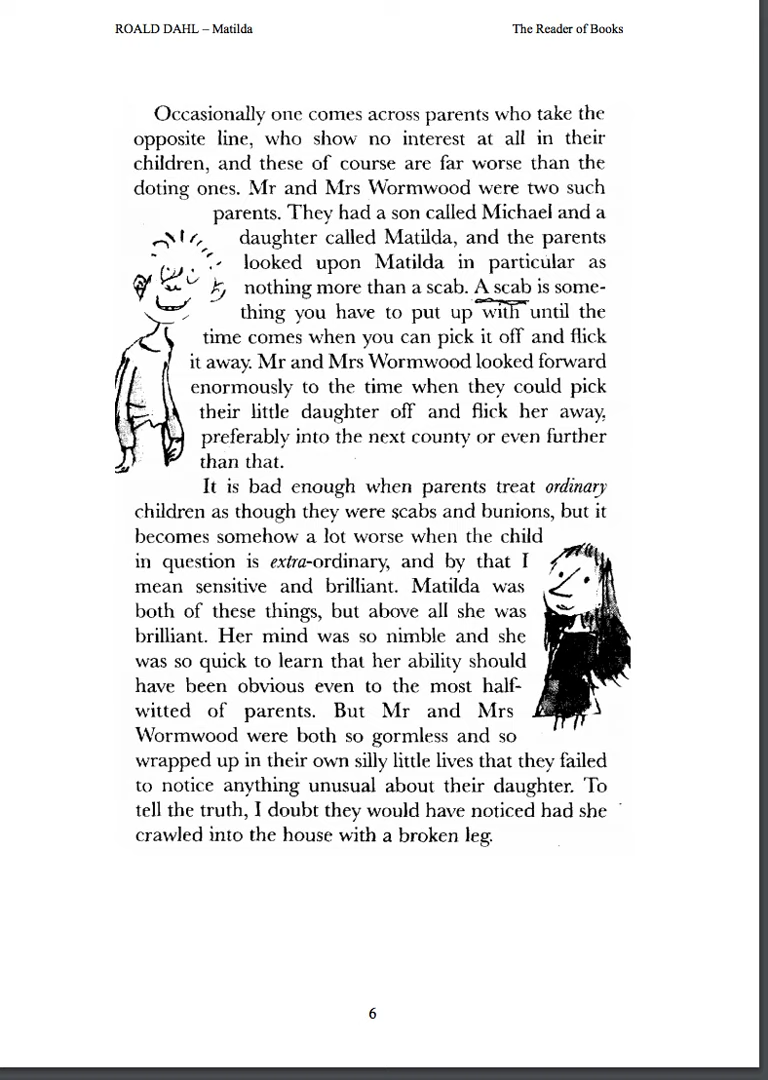 ROALD DAHL – Matilda The Reader of Books
Occasionally one comes across parents who take the
opposite line, who show no interest at all in their
children, and these of course are far worse than the
doting ones. Mr and Mrs Wormwood were two such
parents. They had a son called Michael and a
daughter called Matilda, and the parents
looked upon Matilda in particular as
nothing more than a scab. A scab is some-
thing you have to put up with until the
time comes when you can pick it off and flick
it away. Mr and Mrs Wormwood looked forward
enormously to the time when they could pick
their little daughter off and flick her away,
preferably into the next county or even further
than that.
It is bad enough when parents treat ordinary
children as though they were scabs and bunions, but it
becomes somehow a lot worse when the child
in question is extra-ordinary, and by that I
mean sensitive and brilliant. Matilda was
both of these things, but above all she was
brilliant. Her mind was so nimble and she
was so quick to learn that her ability should
have been obvious even to the most half-
witted of parents. But Mr and Mrs
Wormwood were both so gormless and so
wrapped up in their own silly little lives that they failed
to notice anything unusual about their daughter. To
tell the truth, I doubt they would have noticed had she
crawled into the house with a broken leg.
6